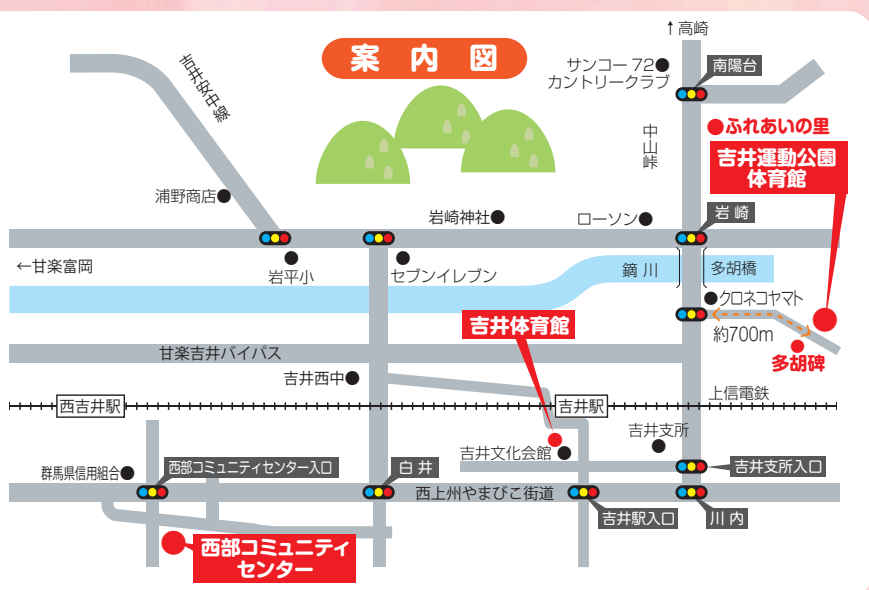 案 内 図
↑高崎
吉井安中線
サンコー72
カントリークラブ
南陽台
中山峠
ふれあいの里
吉井運動公園
体育館
浦野商店
岩崎神社
ローソン
岩 崎
←甘楽富岡
岩平小
セブンイレブン
鏑 川
多胡橋
クロネコヤマト
吉井体育館
約700m
多胡碑
甘楽吉井バイパス
吉井西中
上信電鉄
西吉井駅
吉井駅
吉井支所
吉井文化会館
群馬県信用組合
西部コミュニティセンター入口
白 井
吉井支所入口
西上州やまびこ街道
吉井駅入口
川 内
西部コミュニティ
センター